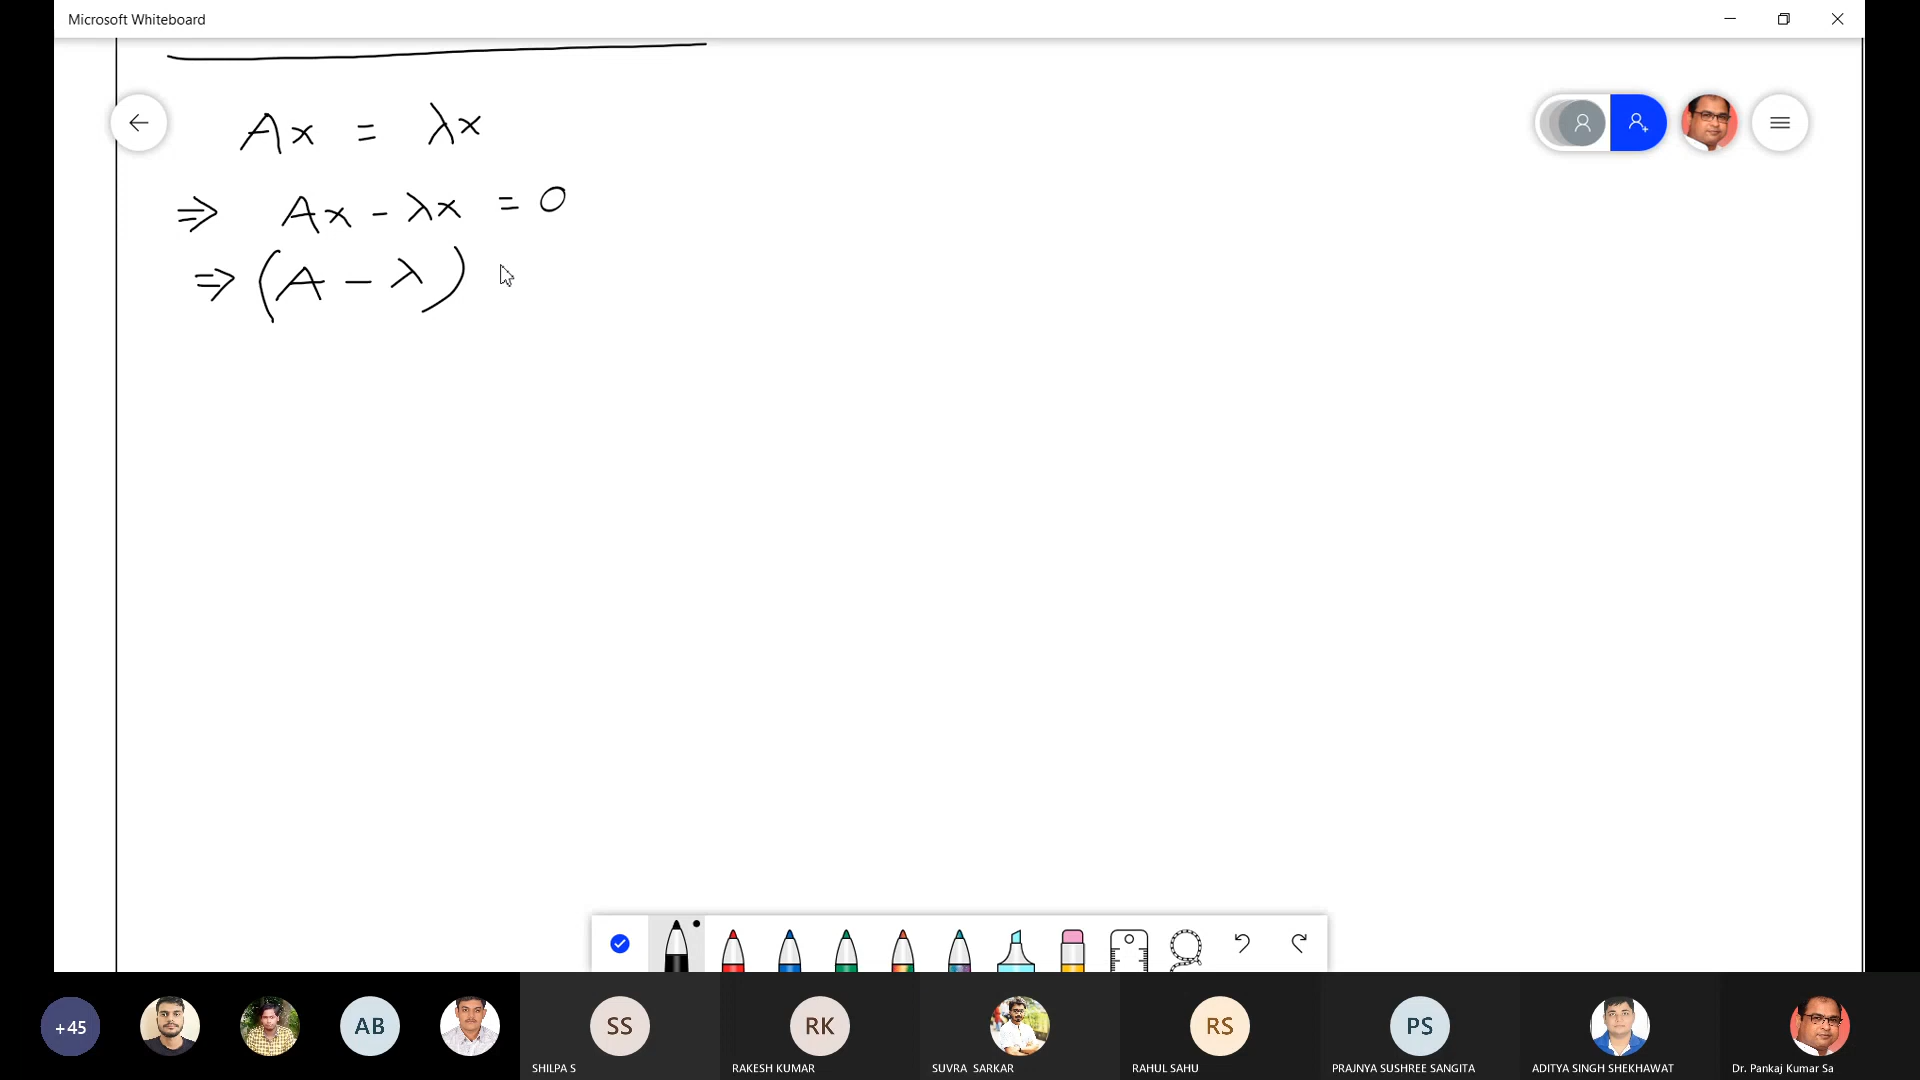 Microsoft Whiteboard
Ax = λx
⇒ Ax - λx = 0
⇒ (A - λ)
+45
AB
SS
RK
RS
PS
SHILPA S
RAKESH KUMAR
SUVRA SARKAR
RAHUL SAHU
PRAJNYA SUSHREE SANGITA
ADITYA SINGH SHEKHAWAT
Dr. Pankaj Kumar Sa